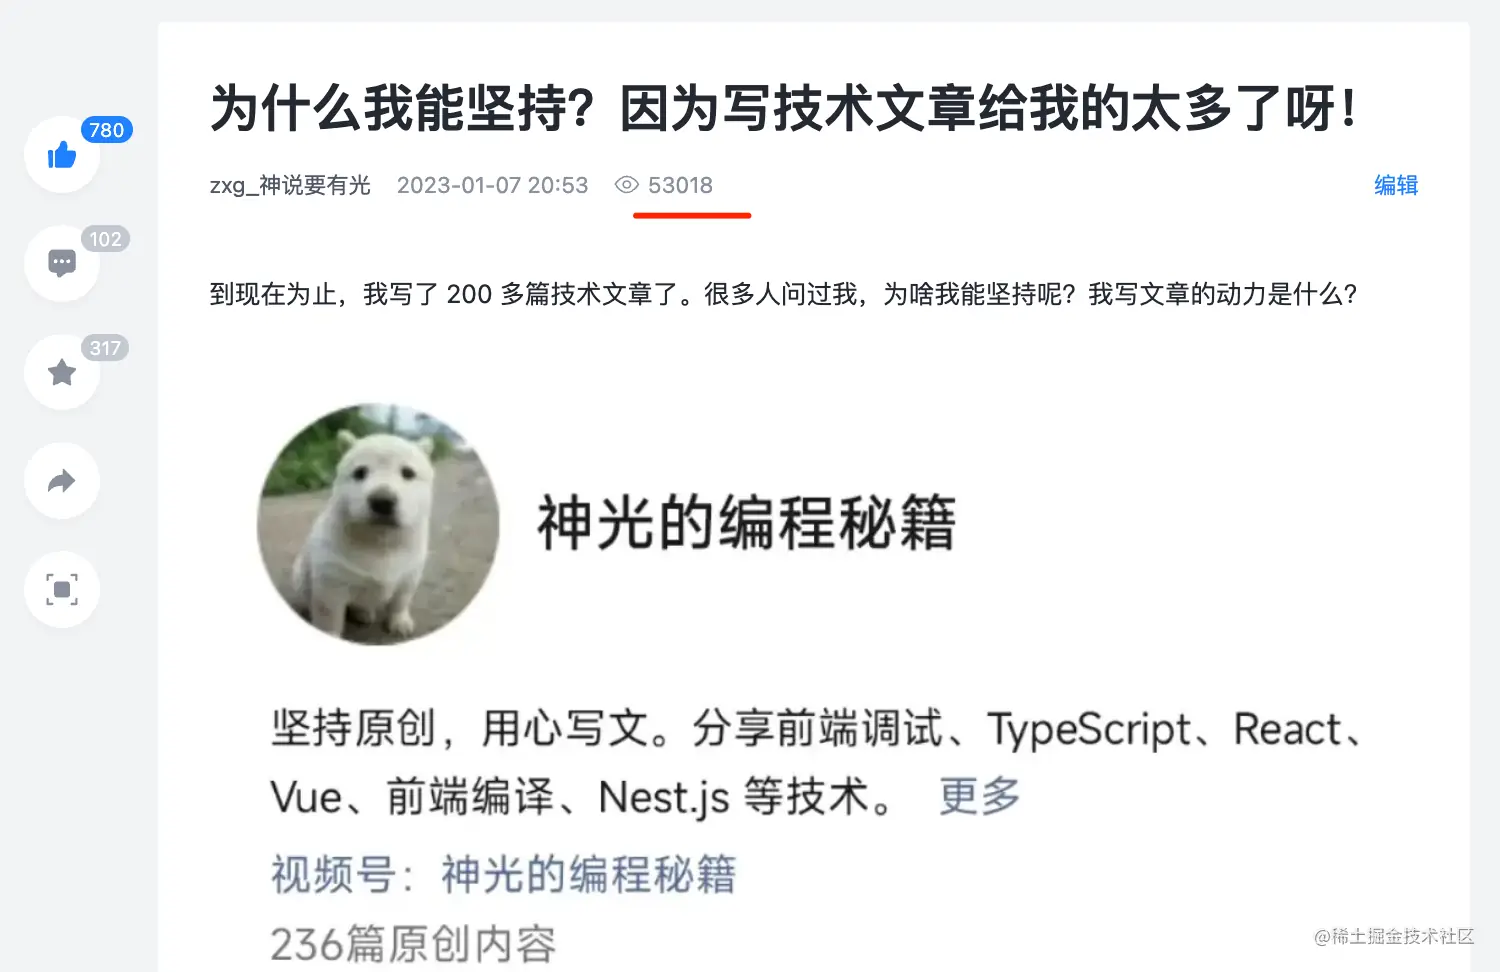 为什么我能坚持？因为写技术文章给我的太多了呀！
780
zxg_神说要有光 2023-01-07 20:53 53018 编辑
102
到现在为止，我写了 200 多篇技术文章了。很多人问过我，为啥我能坚持呢？我写文章的动力是什么？
317
神光的编程秘籍
坚持原创，用心写文。分享前端调试、TypeScript、React、
Vue、前端编译、Nest.js 等技术。 更多
视频号：神光的编程秘籍
236篇原创内容
@稀土掘金技术社区